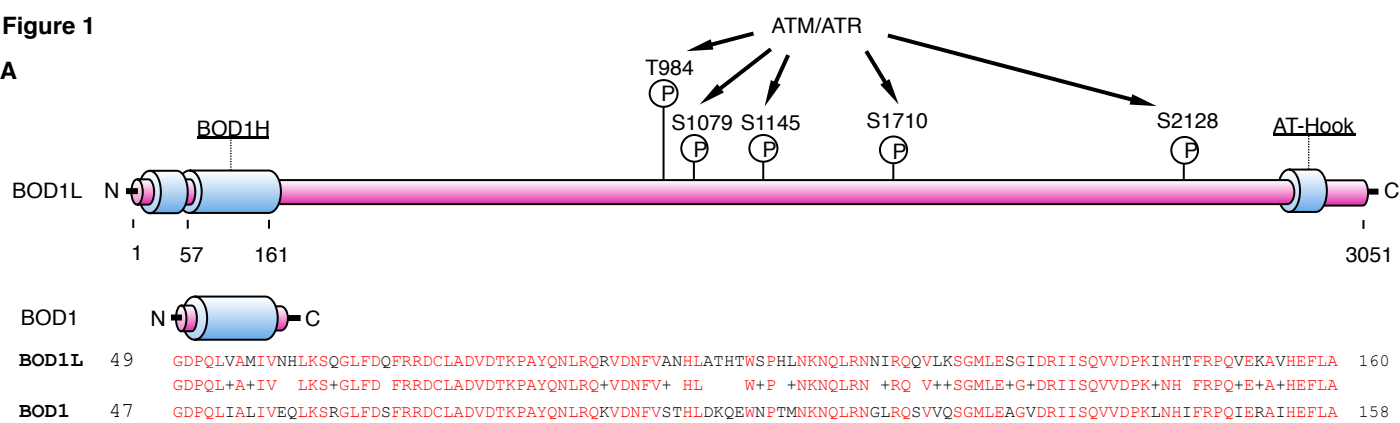 Figure 1
ATM/ATR
A
T984
P
S1079 S1145 S1710 S2128
P P P P
BOD1H AT-Hook
BOD1L N C
1 57 161 3051
BOD1 N C
BOD1L 49 GDPQLVAMIVNHLKSQGLFDQFRRDCLADVDTKPAYQNLRQRVDNFVANHLATHTWSPHLNKNQLRNNIRQQVLKSGMLESGIDRIISQVVDPKINHTFRPQVEKAVHEFLA 160
GDPQL+A+IV LKS+GLFD FRRDCLADVDTKPAYQNLRQ+VDNFV+ HL W+P +NKNQLRN +RQ V++SGMLE+G+DRIISQVVDPK+NH FRPQ+E+A+HEFLA
BOD1 47 GDPQLIALIVEQLKSRGLFDSFRRDCLADVDTKPAYQNLRQKVDNFVSTHLDKQEWNPTMNKNQLRNGLRQSVVQSGMLEAGVDRIISQVVDPKLNHIFRPQIERAIHEFLA 158